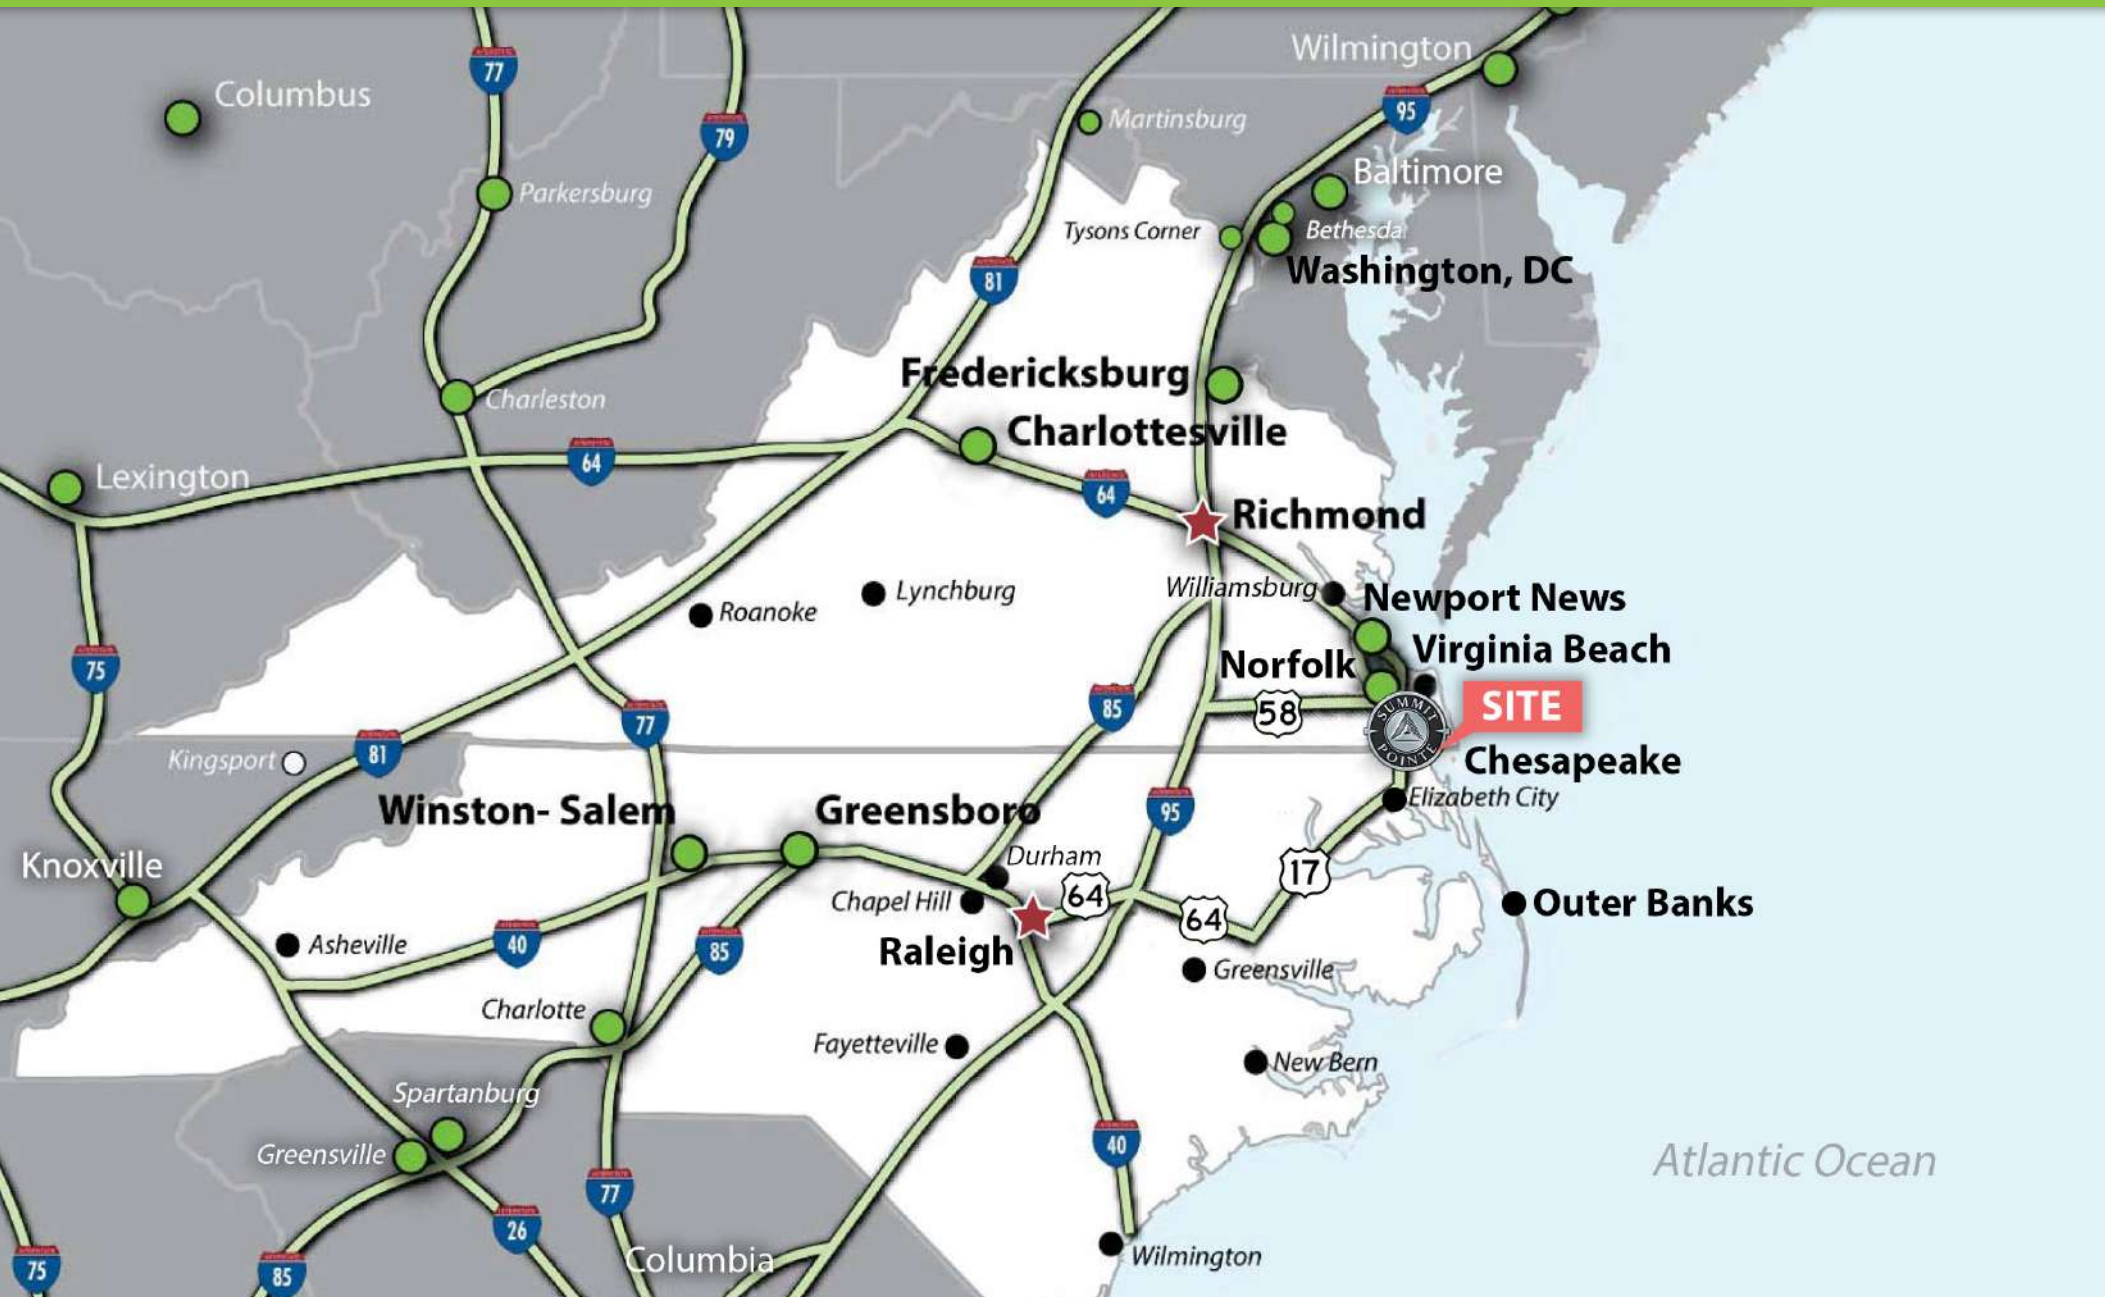 Wilmington
77
95
Columbus
Martinsburg
79
Baltimore
Parkersburg
Tysons Corner
Bethesda
Washington, DC
81
Fredericksburg
Charleston
Charlottesville
64
Lexington
64
Richmond
Williamsburg
Newport News
Lynchburg
Roanoke
Virginia Beach
75
Norfolk
SITE
85
58
SUMMIT
POINTE
77
81
Kingsport
Chesapeake
Elizabeth City
Winston- Salem
Greensboro
95
Durham
Knoxville
17
64
Chapel Hill
Outer Banks
64
Asheville
40
85
Raleigh
Greensville
Charlotte
Fayetteville
New Bern
Spartanburg
40
Greensville
Atlantic Ocean
77
26
Columbia
Wilmington
75
85